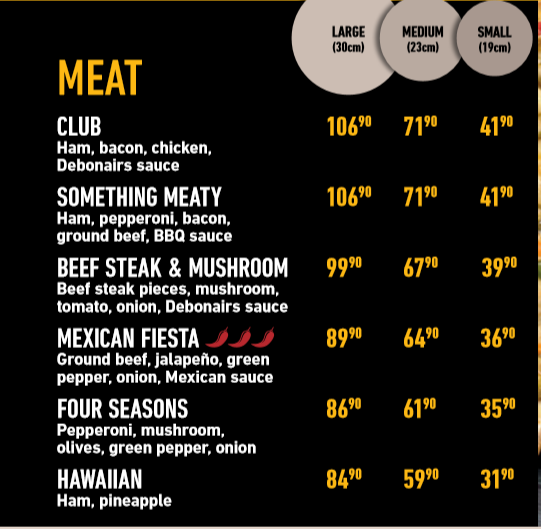 LARGE MEDIUM SMALL
(30cm) (23cm) (19cm)
MEAT
CLUB 106⁹⁰ 71⁹⁰ 41⁹⁰
Ham, bacon, chicken,
Debonairs sauce
SOMETHING MEATY 106⁹⁰ 71⁹⁰ 41⁹⁰
Ham, pepperoni, bacon,
ground beef, BBQ sauce
BEEF STEAK & MUSHROOM 99⁹⁰ 67⁹⁰ 39⁹⁰
Beef steak pieces, mushroom,
tomato, onion, Debonairs sauce
MEXICAN FIESTA 89⁹⁰ 64⁹⁰ 36⁹⁰
Ground beef, jalapeño, green
pepper, onion, Mexican sauce
FOUR SEASONS 86⁹⁰ 61⁹⁰ 35⁹⁰
Pepperoni, mushroom,
olives, green pepper, onion
HAWAIIAN 84⁹⁰ 59⁹⁰ 31⁹⁰
Ham, pineapple